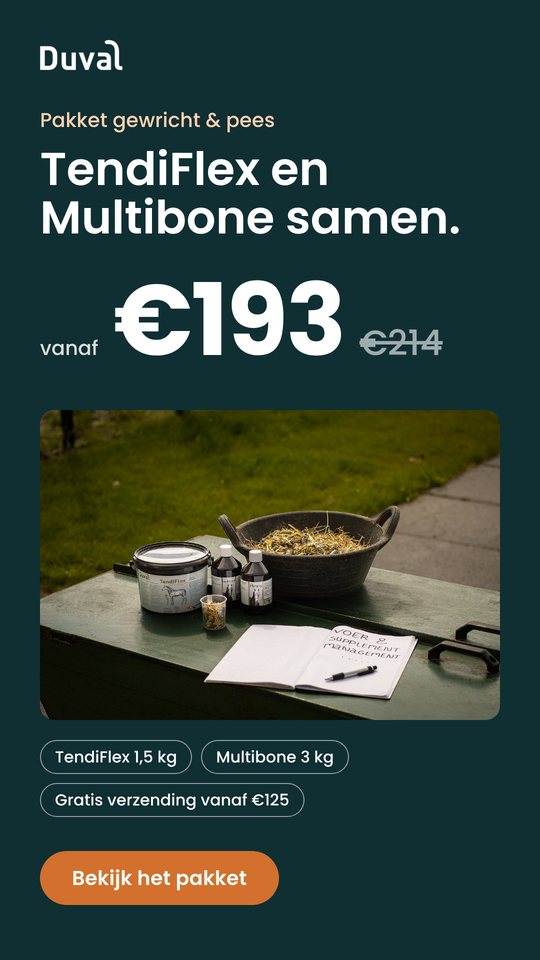 Duval
Pakket gewricht & pees
TendiFlex en
Multibone samen.
vanaf €193 €214
TendiFlex
VOER &
SUPPLEMENT
MANAGEMENT
TendiFlex 1,5 kg
Multibone 3 kg
Gratis verzending vanaf €125
Bekijk het pakket